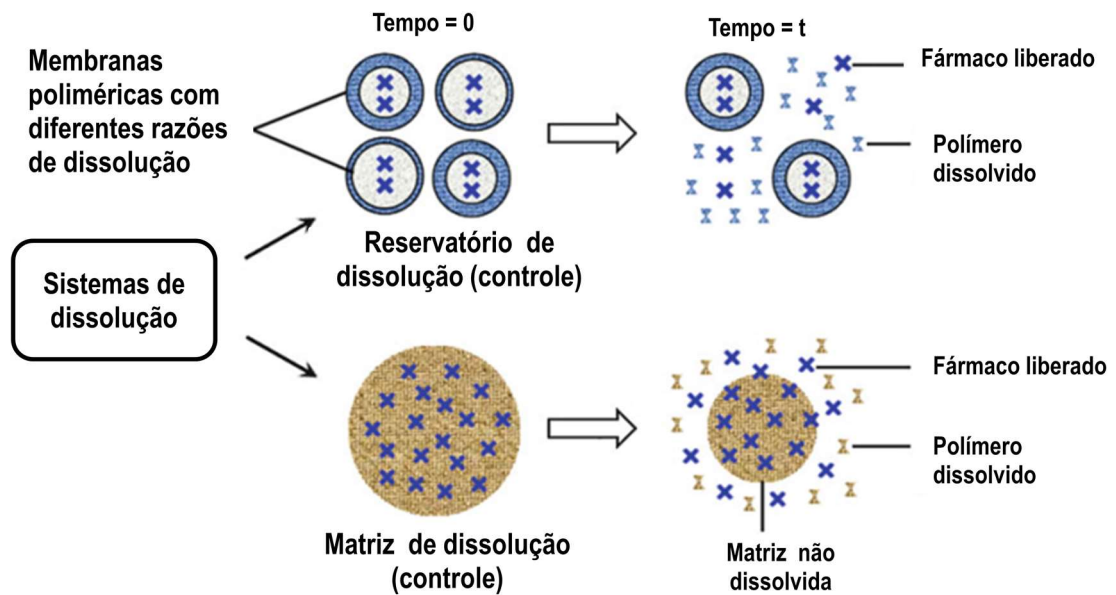 Tempo = 0
Tempo = t
Membranas
poliméricas com
diferentes razões
de dissolução
Fármaco liberado
Polímero
dissolvido
Reservatório de
dissolução (controle)
Sistemas de
dissolução
Fármaco liberado
Polímero
dissolvido
Matriz de dissolução
(controle)
Matriz não
dissolvida